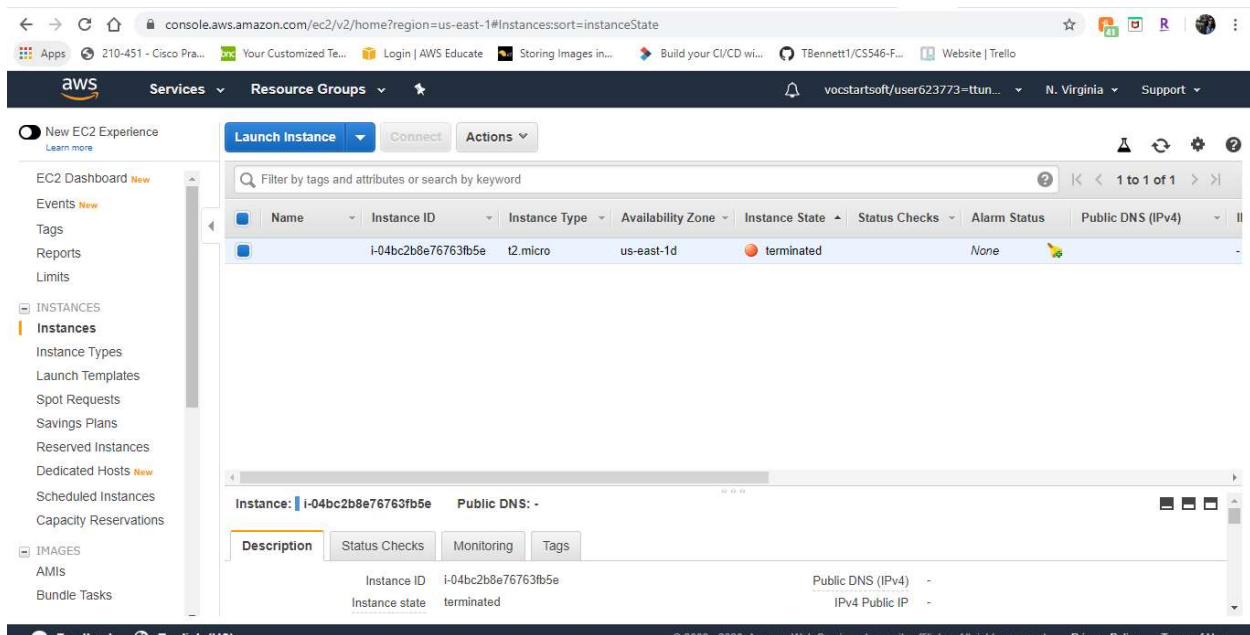 console.aws.amazon.com/ec2/v2/home?region=us-east-1#Instances:sort=instanceState
41
R
Apps 210-451 - Cisco Pra... bnc Your Customized Te... Login | AWS Educate Storing Images in... Build your CI/CD wi... TBennett1/CS546-F... Website | Trello
aws Services Resource Groups vocstartsoft/user623773=ttun... N. Virginia Support
New EC2 Experience
Learn more
Launch Instance Connect Actions
EC2 Dashboard New
Events New
Tags
Reports
Limits
INSTANCES
Instances
Instance Types
Launch Templates
Spot Requests
Savings Plans
Reserved Instances
Dedicated Hosts New
Scheduled Instances
Capacity Reservations
IMAGES
AMIs
Bundle Tasks
Filter by tags and attributes or search by keyword
1 to 1 of 1
Name Instance ID Instance Type Availability Zone Instance State Status Checks Alarm Status Public DNS (IPv4)
i-04bc2b8e76763fb5e t2.micro us-east-1d terminated None -
Instance: i-04bc2b8e76763fb5e Public DNS: -
Description Status Checks Monitoring Tags
Instance ID i-04bc2b8e76763fb5e Public DNS (IPv4) -
Instance state terminated IPv4 Public IP -